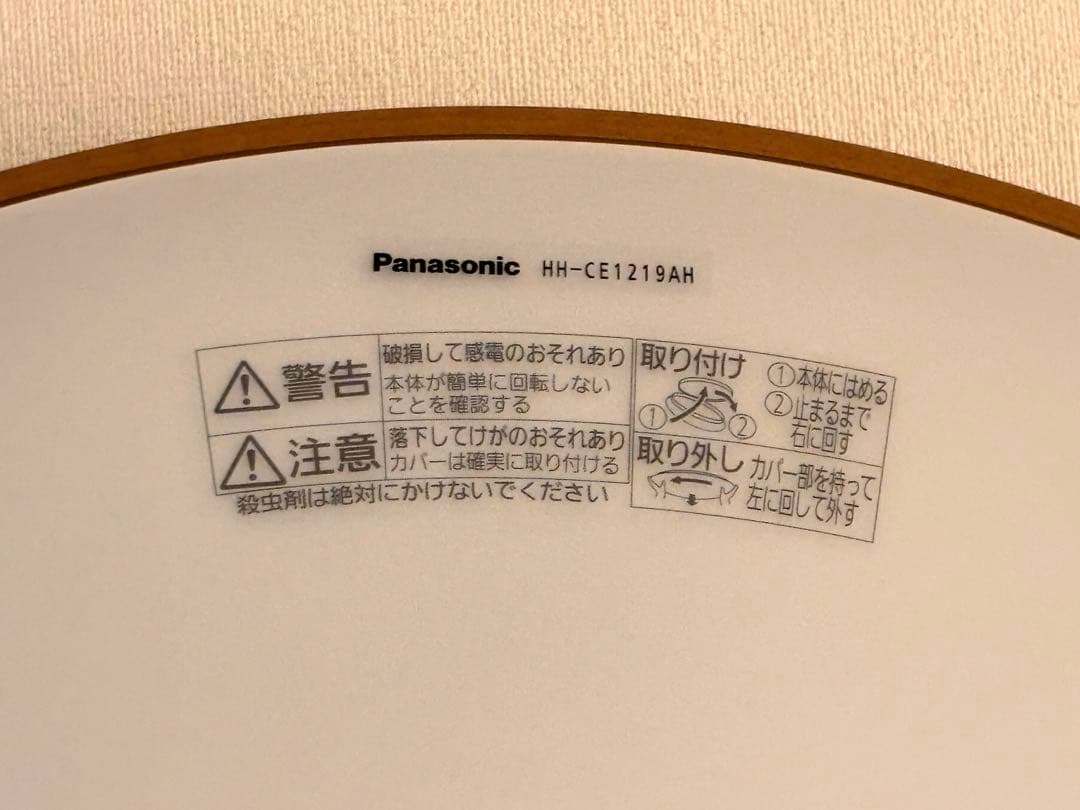 Panasonic HH-CE1219AH
警告
破損して感電のおそれあり
本体が簡単に回転しない
ことを確認する
注意
落下してけがのおそれあり
カバーは確実に取り付ける
殺虫剤は絶対にかけないでください
取り付け
①本体にはめる
②止まるまで
右に回す
① ②
取り外し
カバー部を持って
左に回して外す